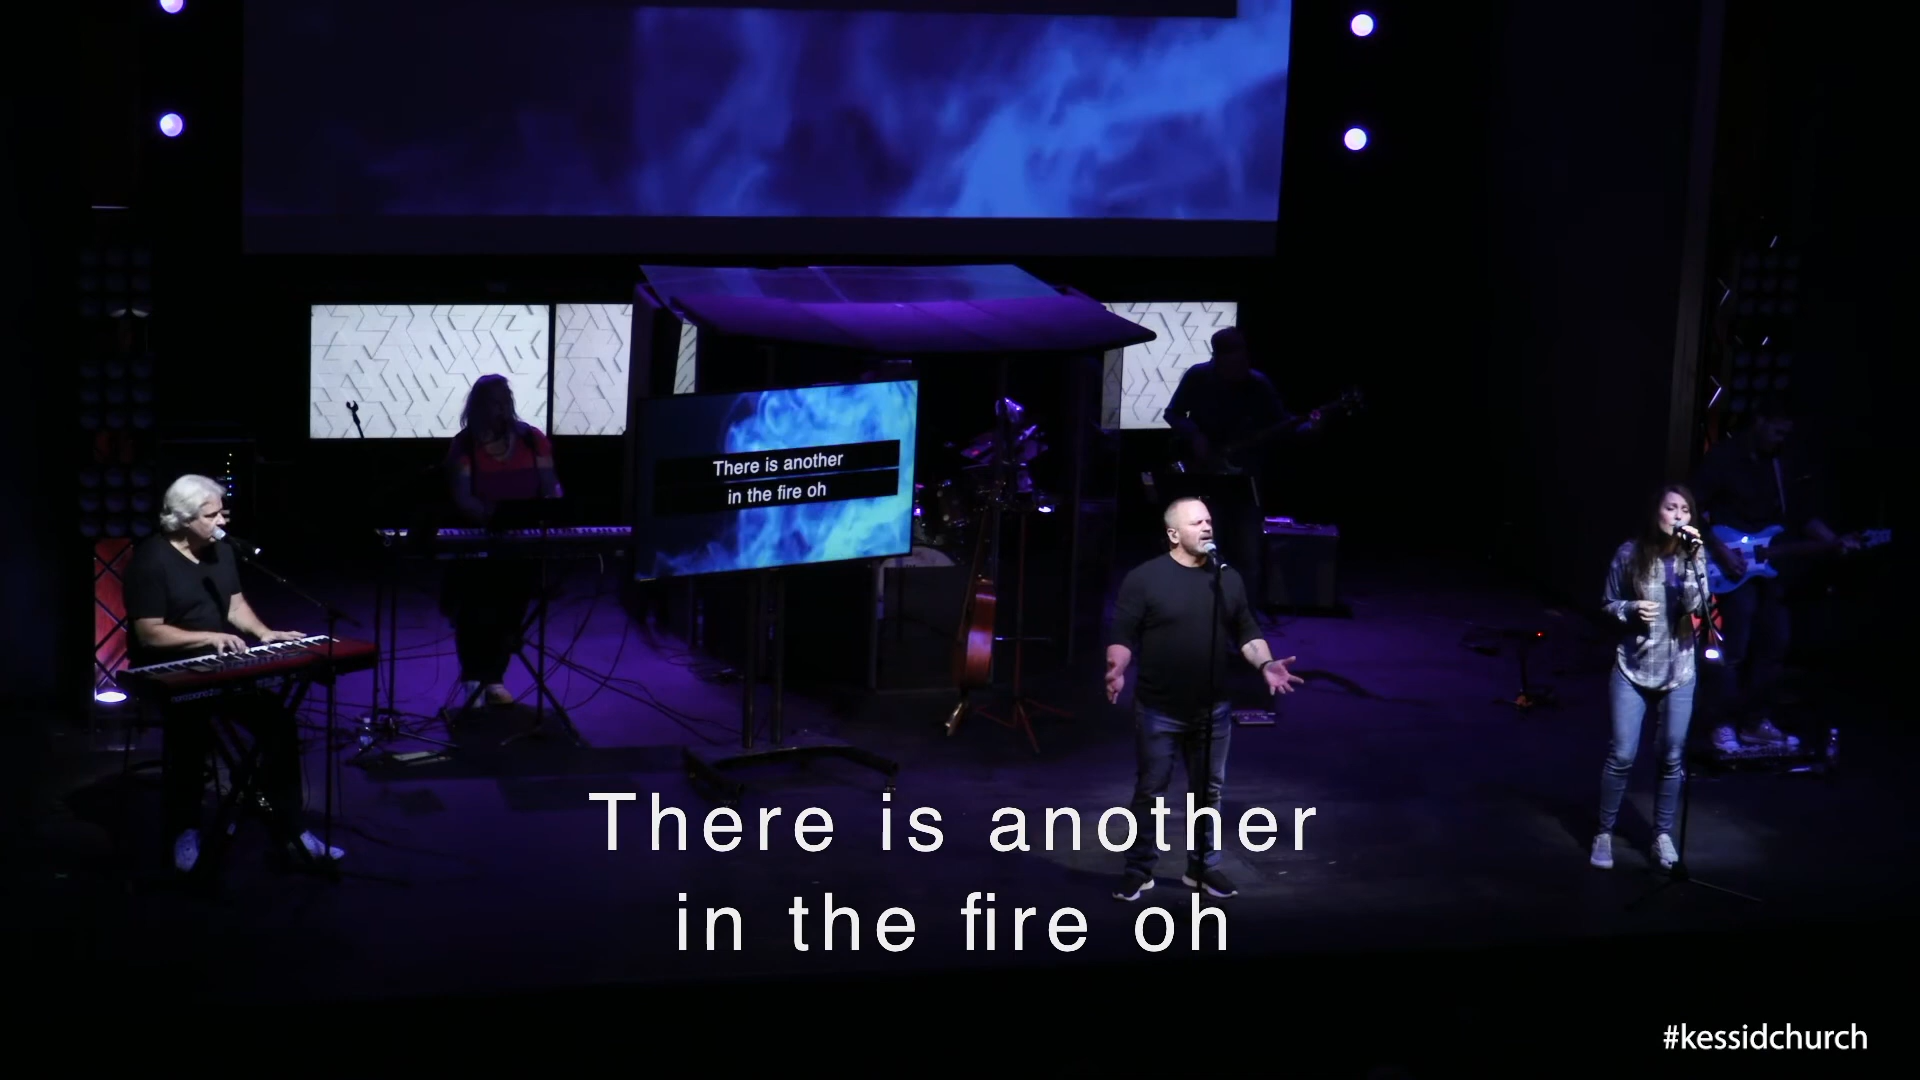 There is another
in the fire oh
There is another
in the fire oh
#kessidchurch